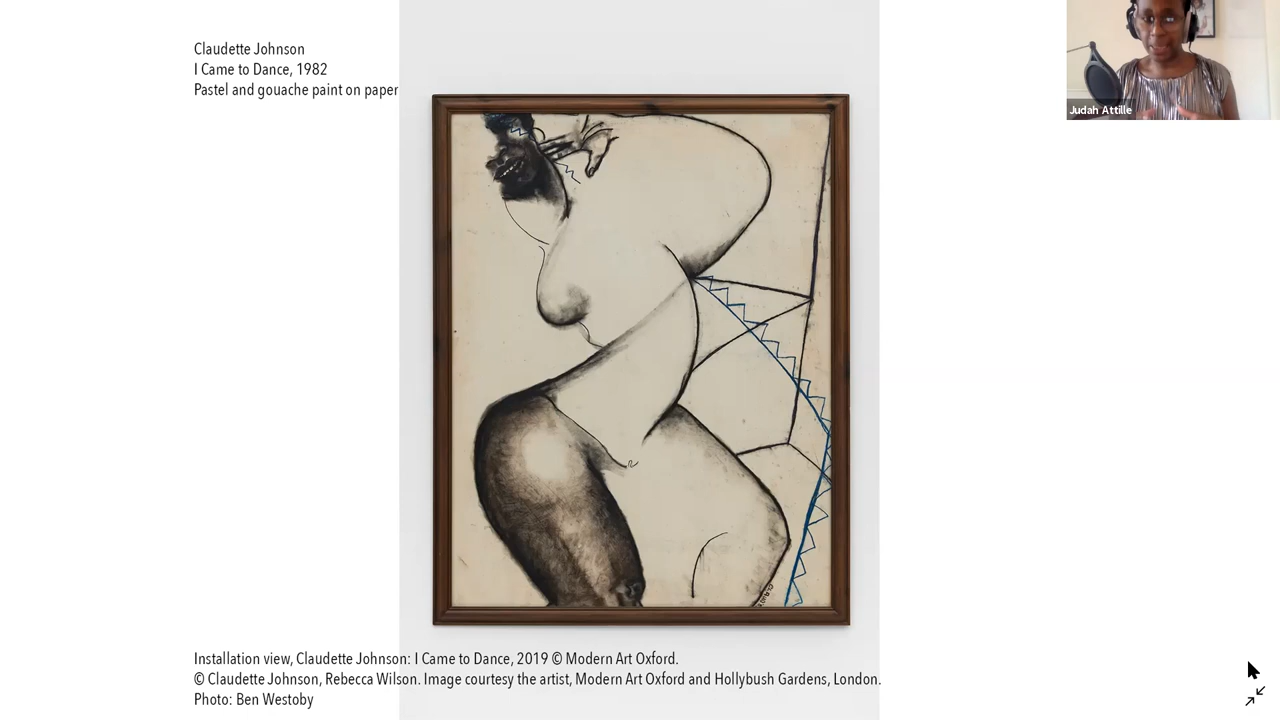 Claudette Johnson
I Came to Dance, 1982
Pastel and gouache paint on paper
Judah Attille
Installation view, Claudette Johnson: I Came to Dance, 2019 © Modern Art Oxford.
© Claudette Johnson, Rebecca Wilson. Image courtesy the artist, Modern Art Oxford and Hollybush Gardens, London.
Photo: Ben Westoby